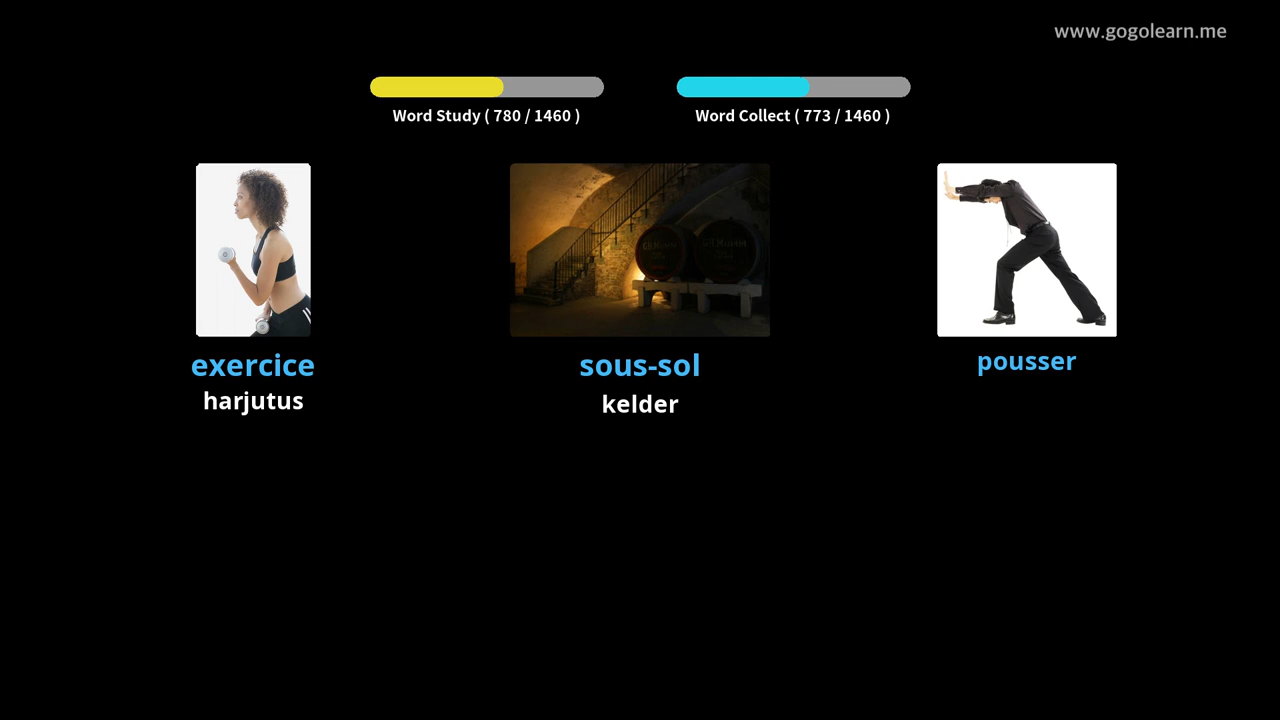 www.gogolearn.me
Word Study ( 780 / 1460 )
Word Collect ( 773 / 1460 )
exercice
harjutus
sous-sol
kelder
pousser